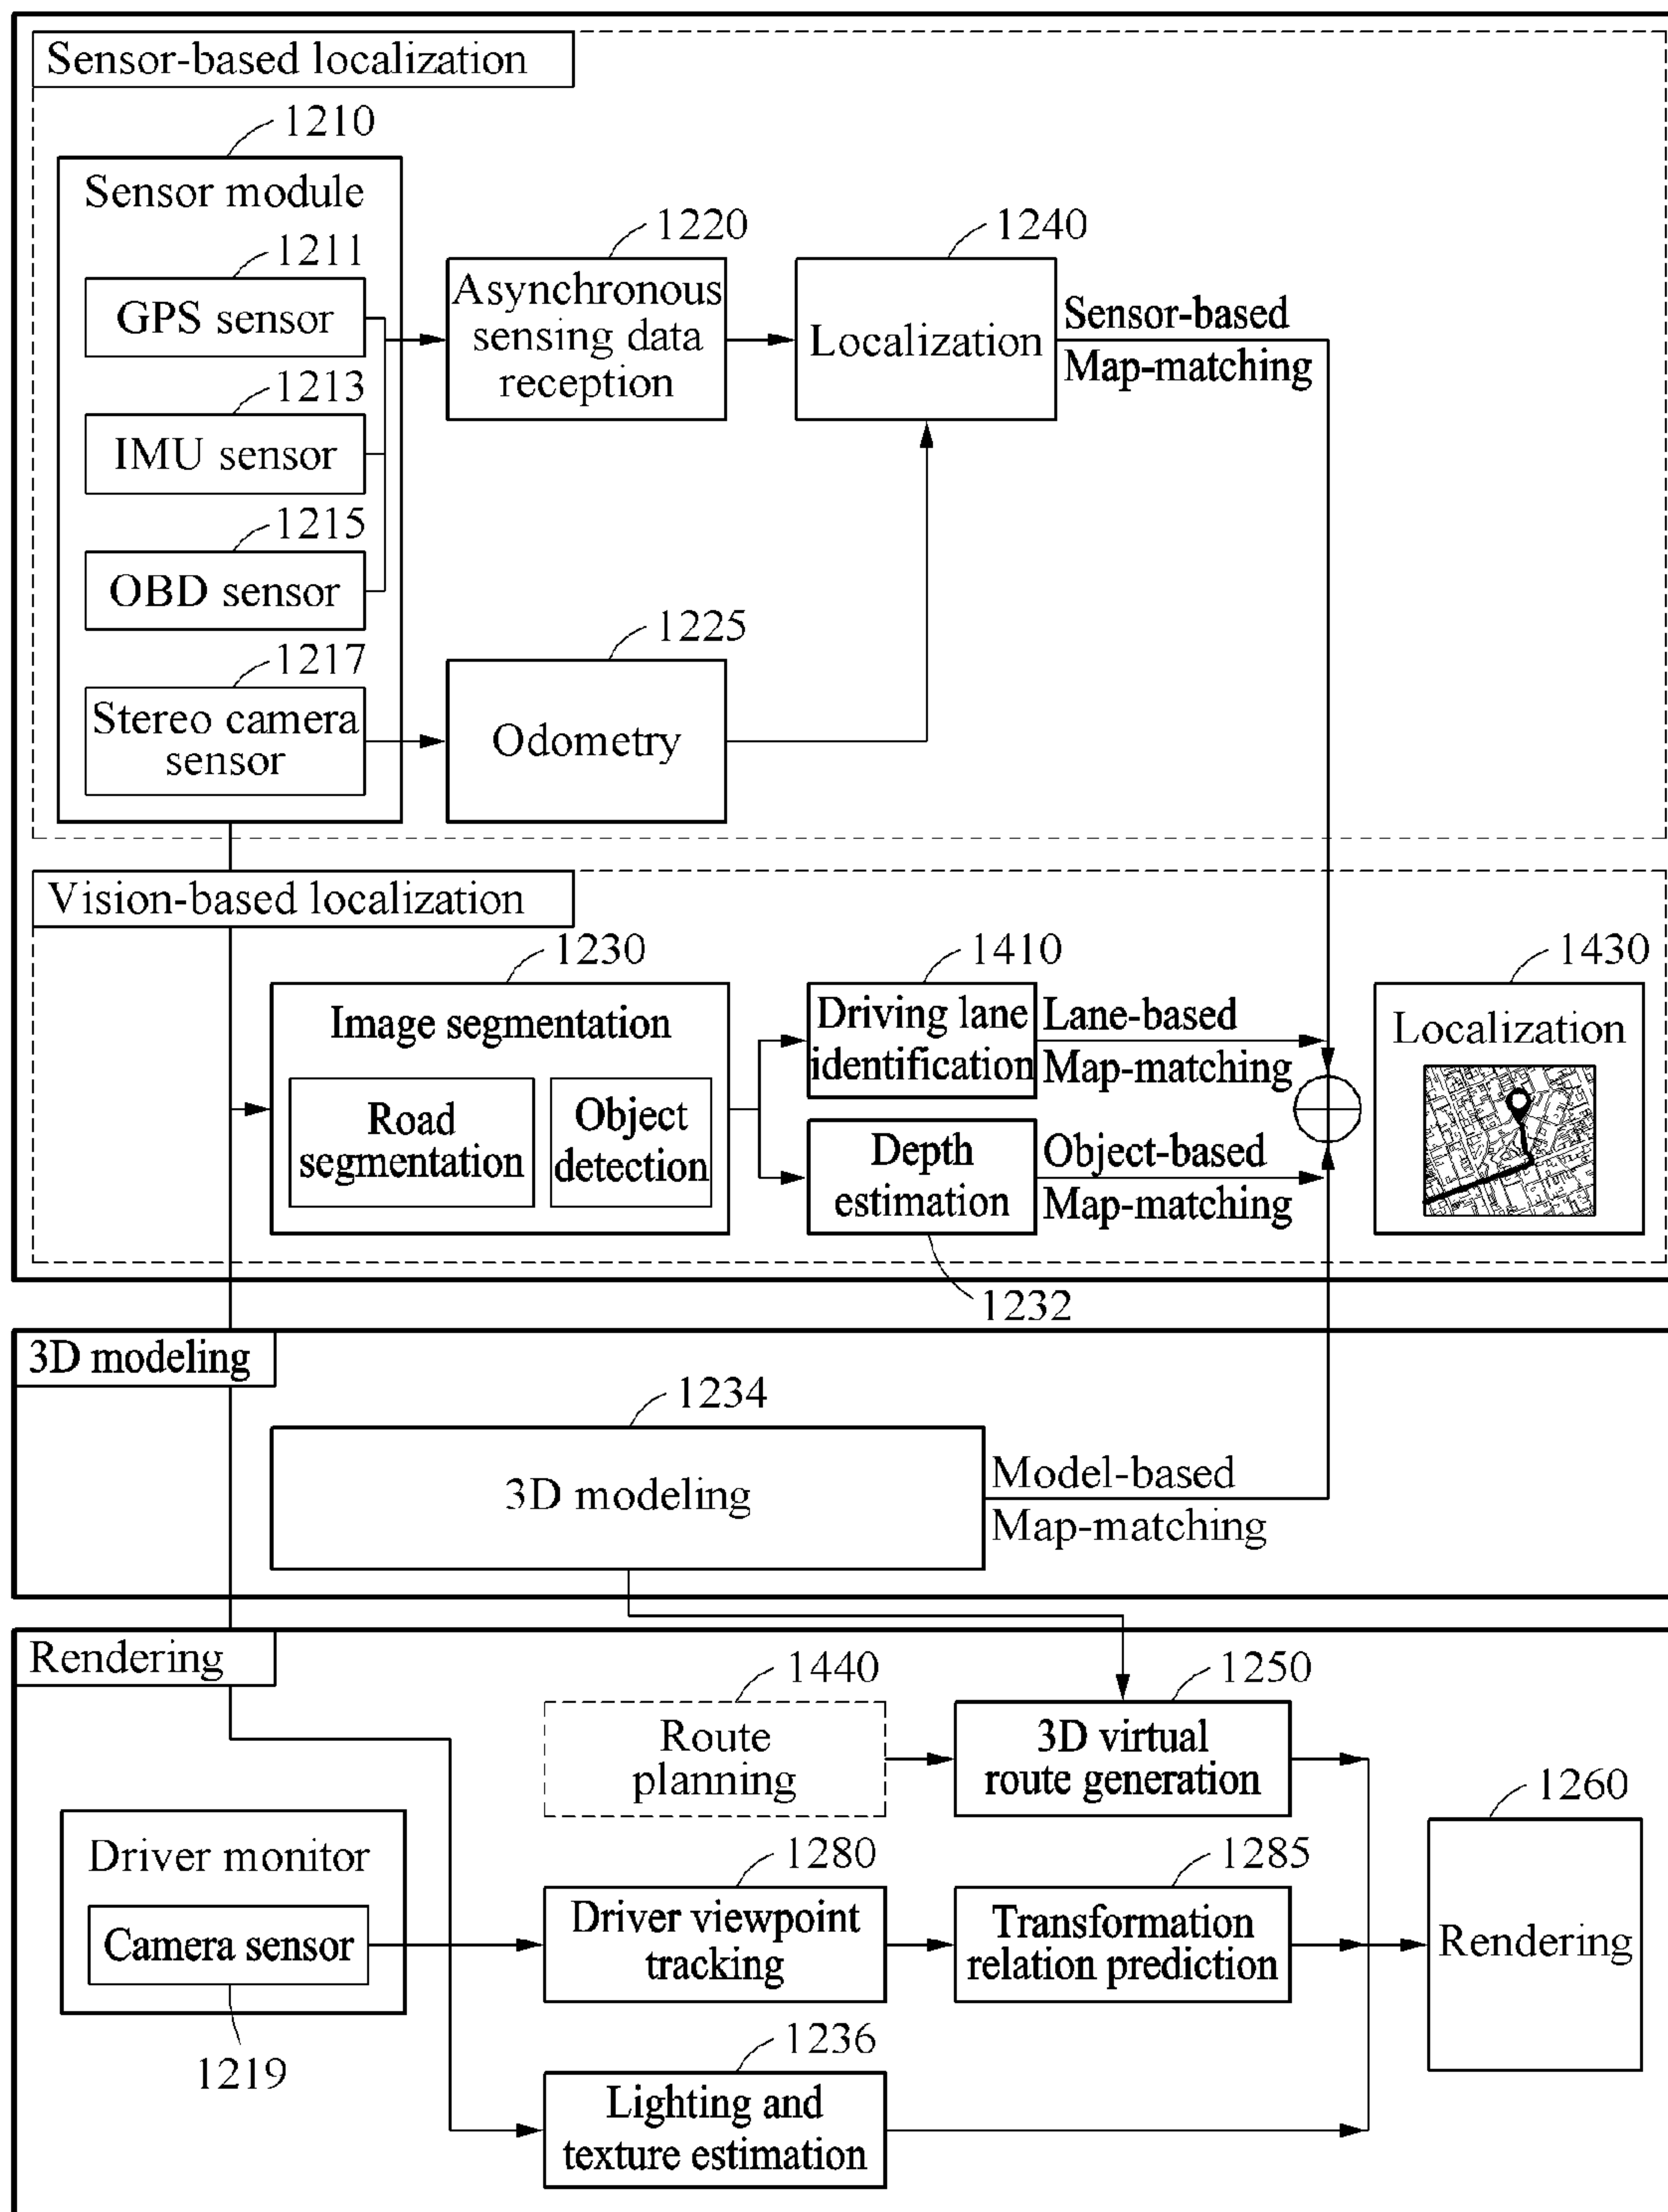 Sensor-based localization
1210
Sensor module
1211
GPS sensor
1213
IMU sensor
1215
OBD sensor
1217
Stereo camera
sensor
1220
Asynchronous
sensing data
reception
1240
Localization
Sensor-based
Map-matching
1225
Odometry
Vision-based localization
1230
Image segmentation
Road
segmentation
Object
detection
1410
Driving lane
identification
Lane-based
Map-matching
Depth
estimation
1232
Object-based
Map-matching
1430
Localization
3D modeling
1234
3D modeling
Model-based
Map-matching
Rendering
1440
Route
planning
1250
3D virtual
route generation
Driver monitor
Camera sensor
1219
1280
Driver viewpoint
tracking
1285
Transformation
relation prediction
1260
Rendering
1236
Lighting and
texture estimation